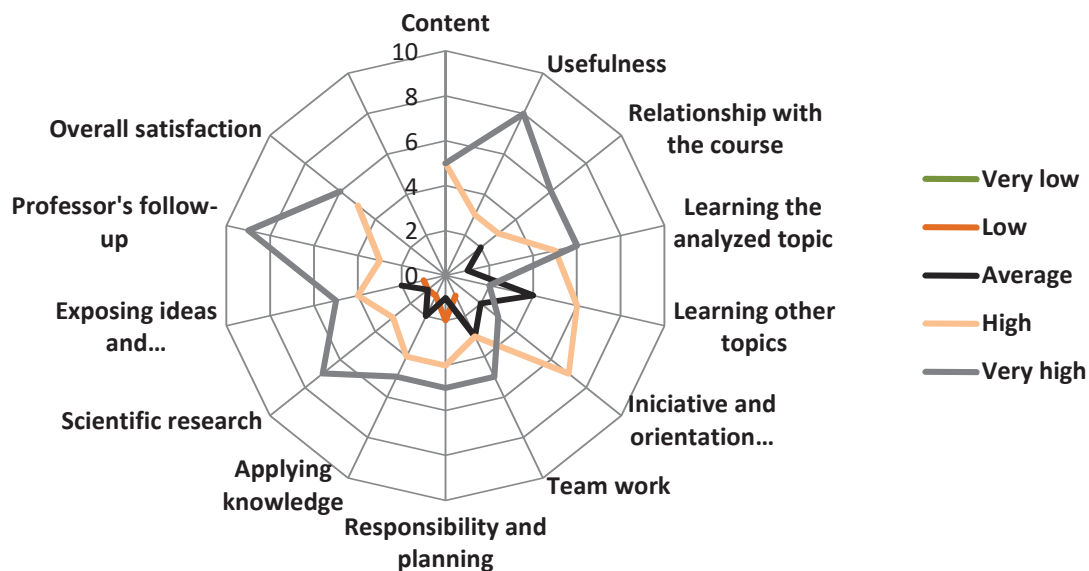 Content
10
8
6
4
2
0
Usefulness
Relationship with
the course
Learning the
analyzed topic
Learning other
topics
Iniciative and
orientation…
Team work
Responsibility and
planning
Applying
knowledge
Scientific research
Exposing ideas
and…
Professor's follow-
up
Overall satisfaction
Very low
Low
Average
High
Very high